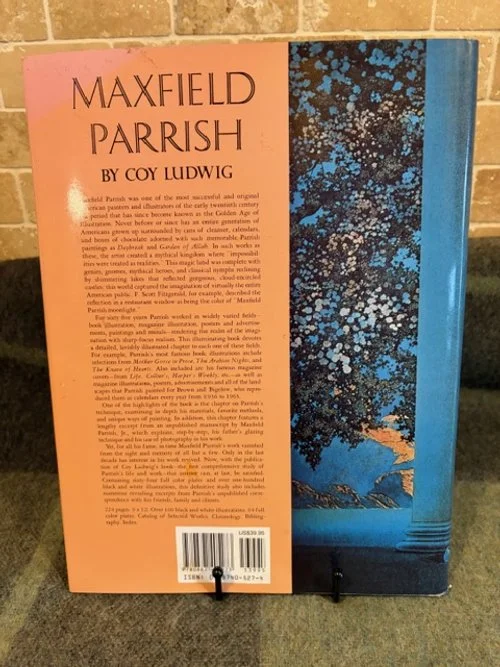 MAXFIELD
PARRISH
BY COY LUDWIG
axfield Parrish was one of the most successful and original
merican painters and illustrators of the early twentieth century
period that has since become known as the Golden Age of
Illustration. Never before or since has an entire generation of
Americans grown up surrounded by cans of cleanser, calendars,
and boxes of chocolate adorned with such memorable Parrish
paintings as Daybreak and Garden of Allah. In such works as
these, the artist created a mythical kingdom where "impossibil-
ities were treated as realities." This magic land was complete with
genies, gnomes, mythical heroes, and classical nymphs reclining
by shimmering lakes that reflected gorgeous, cloud-encircled
castles; this world captured the imagination of virtually the entire
American public. F. Scott Fitzgerald, for example, described the
reflection in a restaurant window as being the color of "Maxfield
Parrish moonlight."
For sixty-five years Parrish worked in widely varied fields—
book illustration, magazine illustration, posters and advertise-
ments, paintings and murals—rendering the realm of the imagi-
nation with sharp-focus realism. This illuminating book devotes
a detailed, lavishly illustrated chapter to each one of these fields.
For example, Parrish's most famous book illustrations include
selections from Mother Goose in Prose, The Arabian Nights, and
The Knave of Hearts. Also included are his famous magazine
covers—from Life, Collier's, Harper's Weekly, etc.—as well as
magazine illustrations, posters, advertisements and all of the land-
scapes that Parrish painted for Brown and Bigelow, who repro-
duced them as calendars every year from 1936 to 1963.
One of the highlights of the book is the chapter on Parrish's
technique, examining in depth his materials, favorite methods,
and unique ways of painting. In addition, this chapter features a
lengthy excerpt from an unpublished manuscript by Maxfield
Parrish, Jr., which explains, step-by-step, his father's glazing
technique and his use of photography in his work.
Yet, for all his fame, in time Maxfield Parrish's work vanished
from the sight and memory of all but a few. Only in the last
decade has interest in his work revived. Now, with the publica-
tion of Coy Ludwig's book—the first comprehensive study of
Parrish's life and work—that interest can, at last, be satisfied.
Containing sixty-four full color plates and over one-hundred
black and white illustrations, this definitive study also includes
numerous revealing excerpts from Parrish's unpublished corre-
spondence with his friends, family and clients.
224 pages. 9 x 12. Over 100 black and white illustrations. 64 full
color plates. Catalog of Selected Works. Chronology. Bibliog-
raphy. Index.
US$39.95
53995
ISBN: